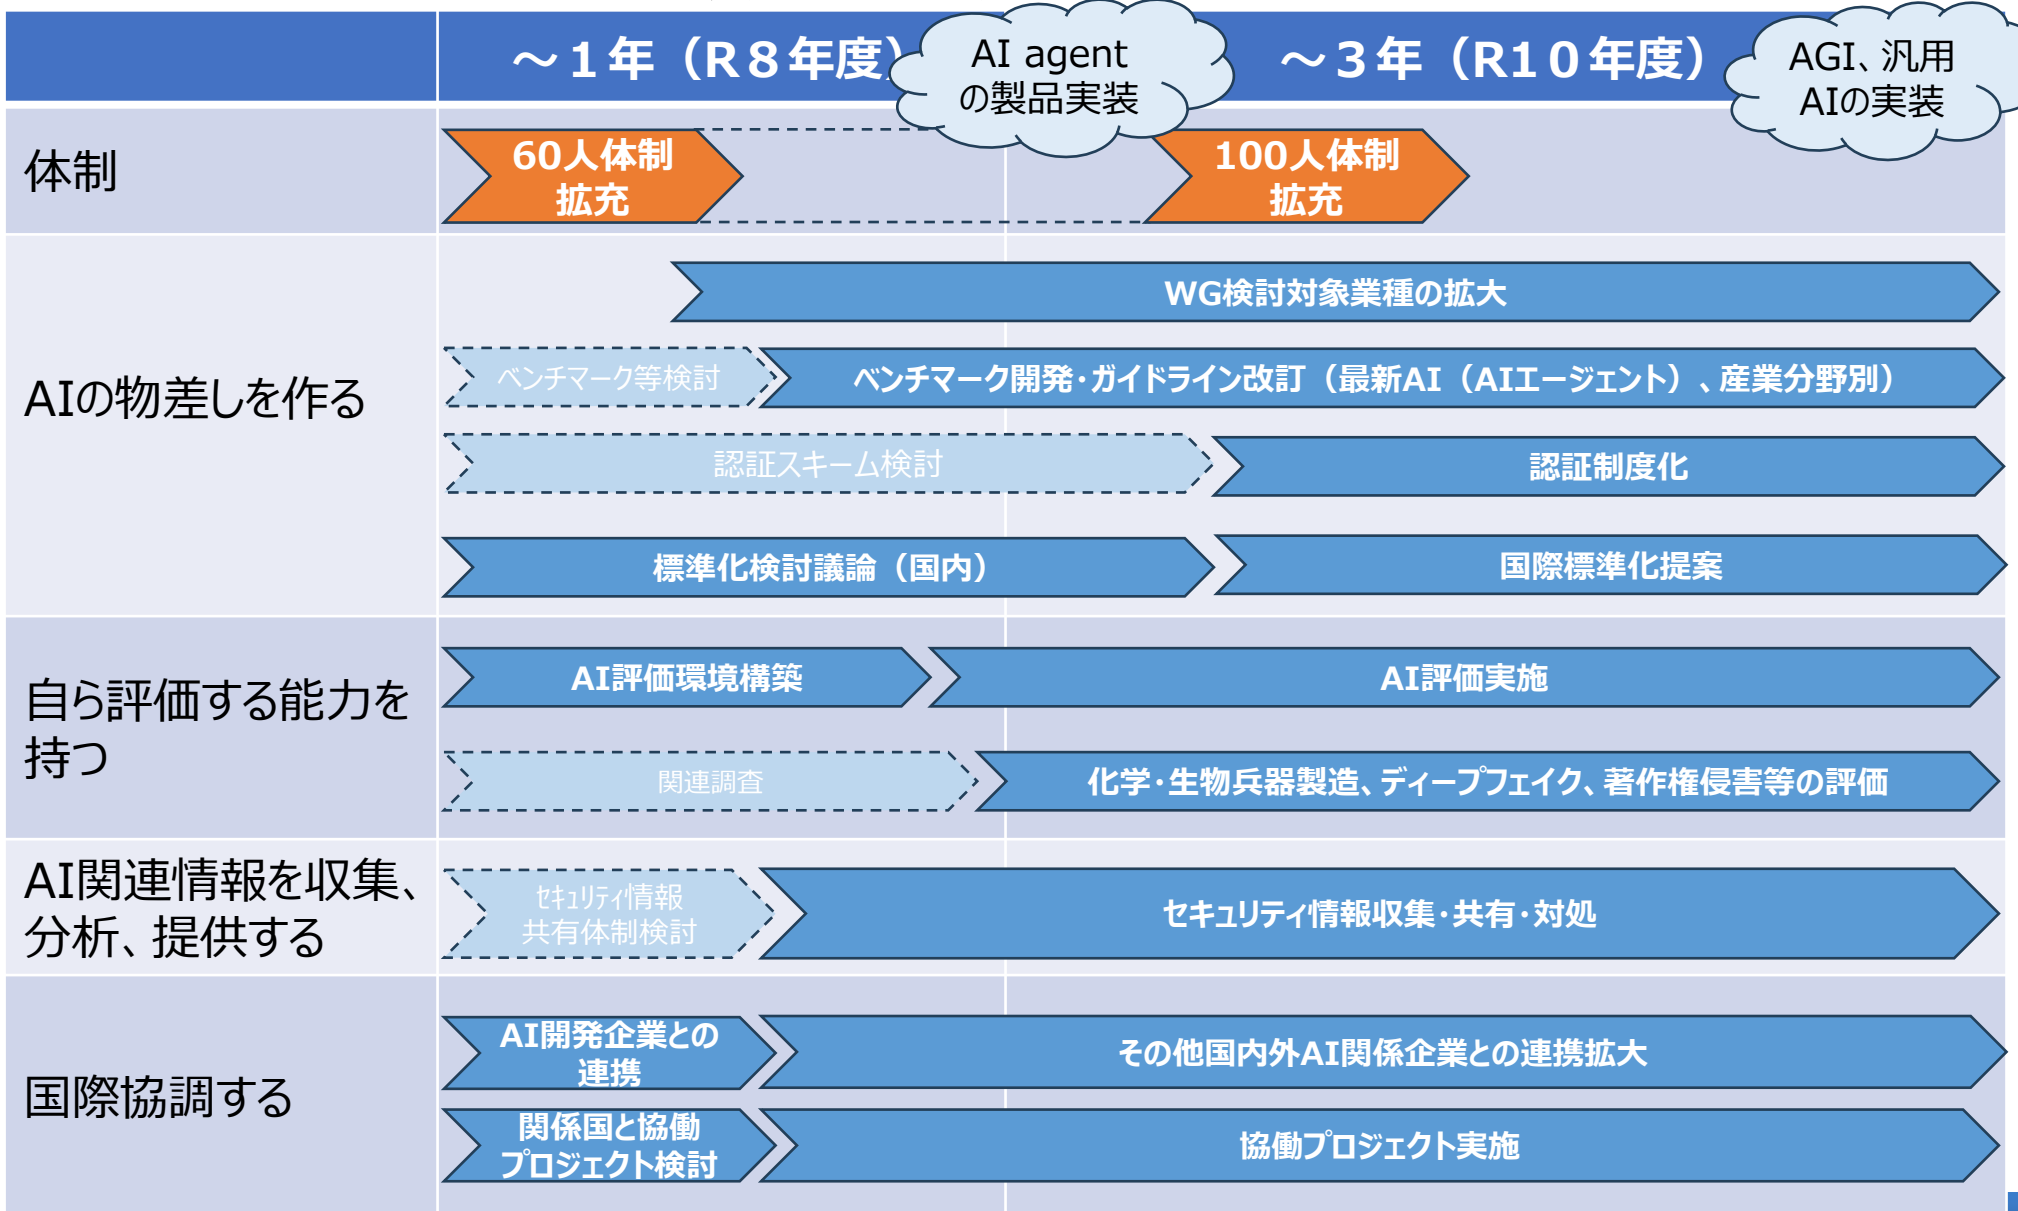 ～１年（R８年度）
AI agent
の製品実装
～３年（R１０年度）
AGI、汎用
AIの実装
体制
60人体制
拡充
100人体制
拡充
AIの物差しを作る
WG検討対象業種の拡大
ベンチマーク等検討
ベンチマーク開発・ガイドライン改訂（最新AI（AIエージェント）、産業分野別）
認証スキーム検討
認証制度化
標準化検討議論（国内）
国際標準化提案
自ら評価する能力を
持つ
AI評価環境構築
AI評価実施
関連調査
化学・生物兵器製造、ディープフェイク、著作権侵害等の評価
AI関連情報を収集、
分析、提供する
セキュリティ情報
共有体制検討
セキュリティ情報収集・共有・対処
国際協調する
AI開発企業との
連携
その他国内外AI関係企業との連携拡大
関係国と協働
プロジェクト検討
協働プロジェクト実施